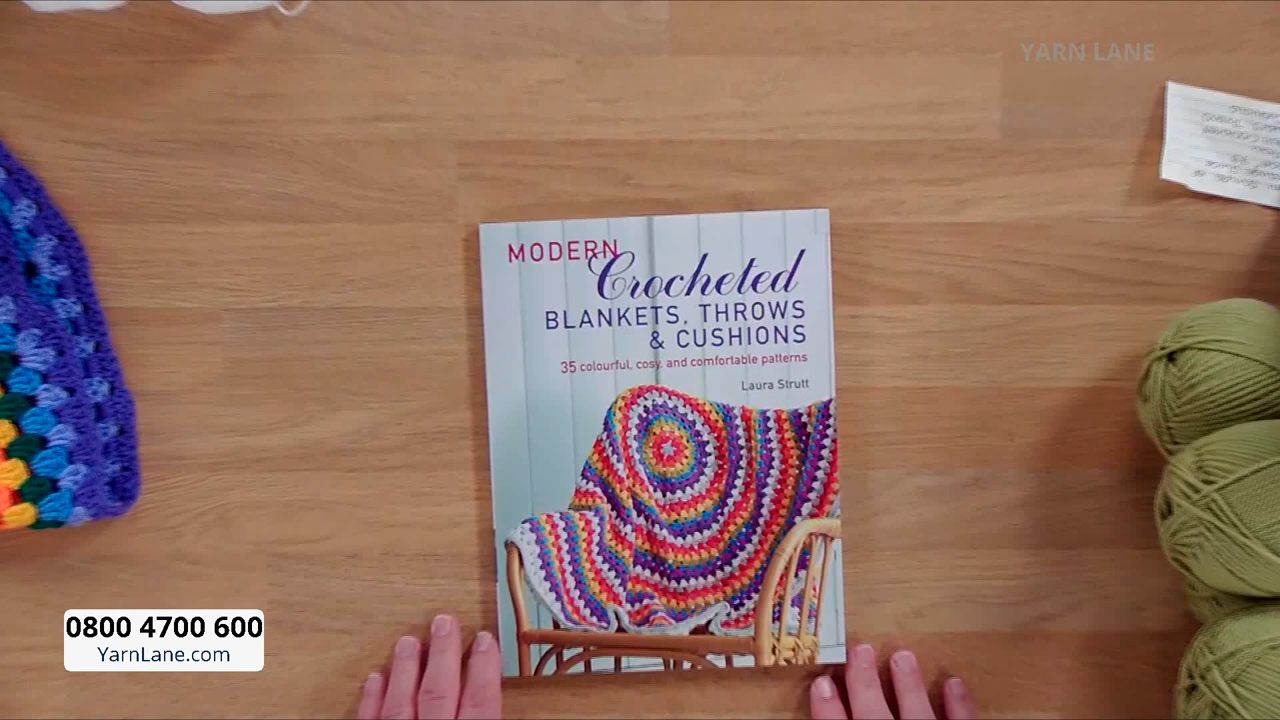 YARN LANE
MODERN
Crocheted
BLANKETS, THROWS
& CUSHIONS
35 colourful, cosy, and comfortable patterns
Laura Strutt
0800 4700 600
YarnLane.com